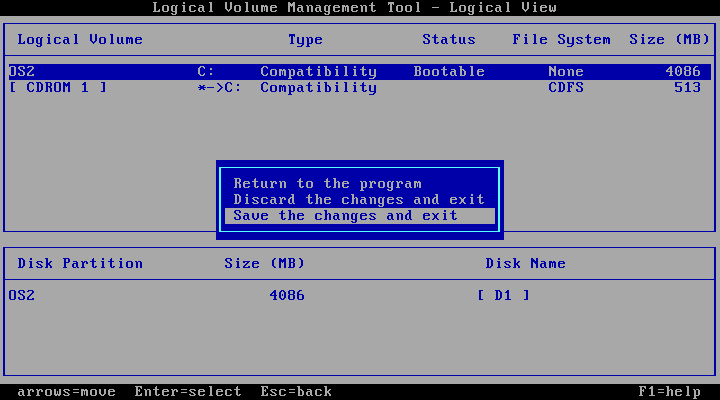 Logical Volume Management Tool - Logical View
Logical Volume Type Status File System Size (MB)
OS2 C: Compatibility Bootable None 4086
[ CDROM 1 ] *->C: Compatibility CDFS 513
Return to the program
Discard the changes and exit
Save the changes and exit
Disk Partition Size (MB) Disk Name
OS2 4086 [ D1 ]
arrows=move Enter=select Esc=back F1=help